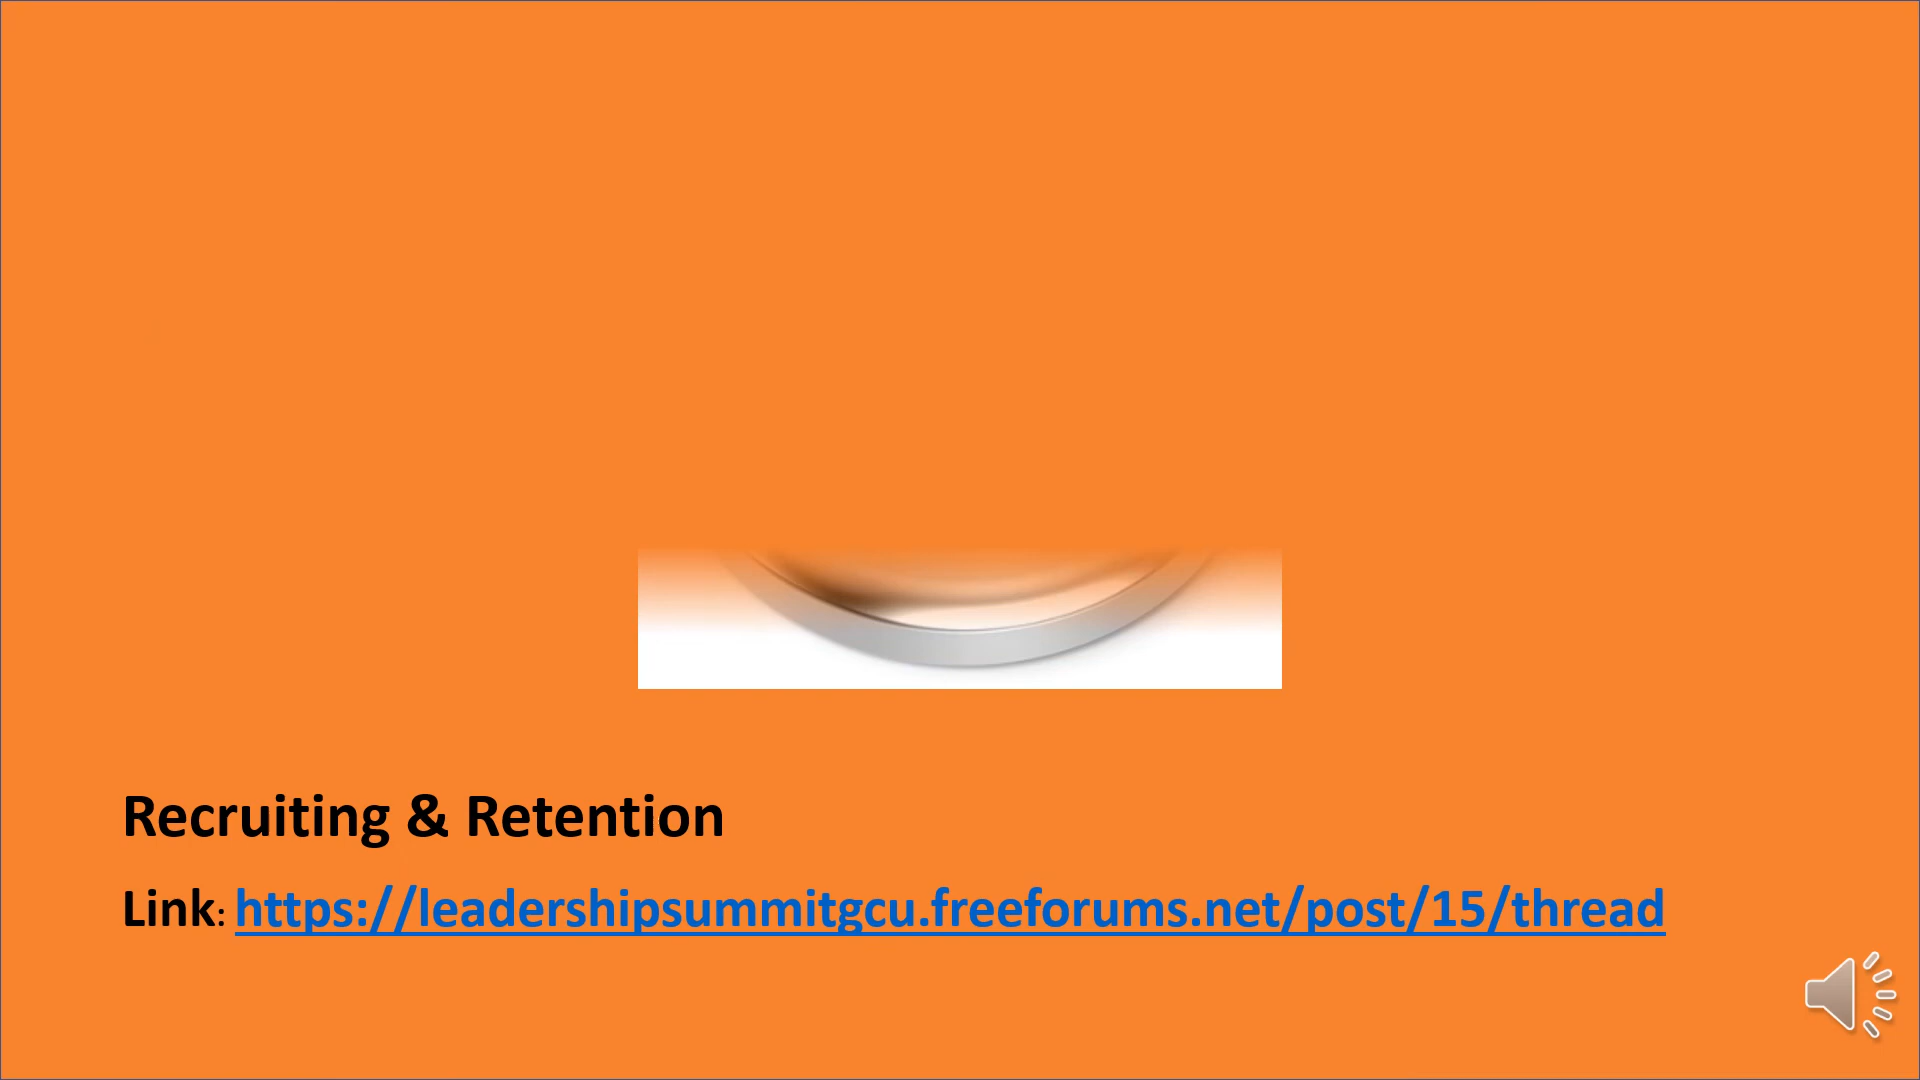 Recruiting & Retention
Link: https://leadershipsummitgcu.freeforums.net/post/15/thread